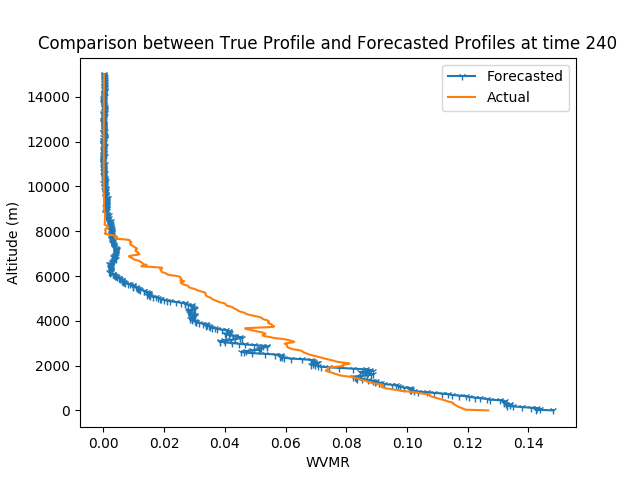 Comparison between True Profile and Forecasted Profiles at time 240
Forecasted
Actual
14000
12000
10000
8000
6000
4000
2000
0
Altitude (m)
0.00 0.02 0.04 0.06 0.08 0.10 0.12 0.14
WVMR